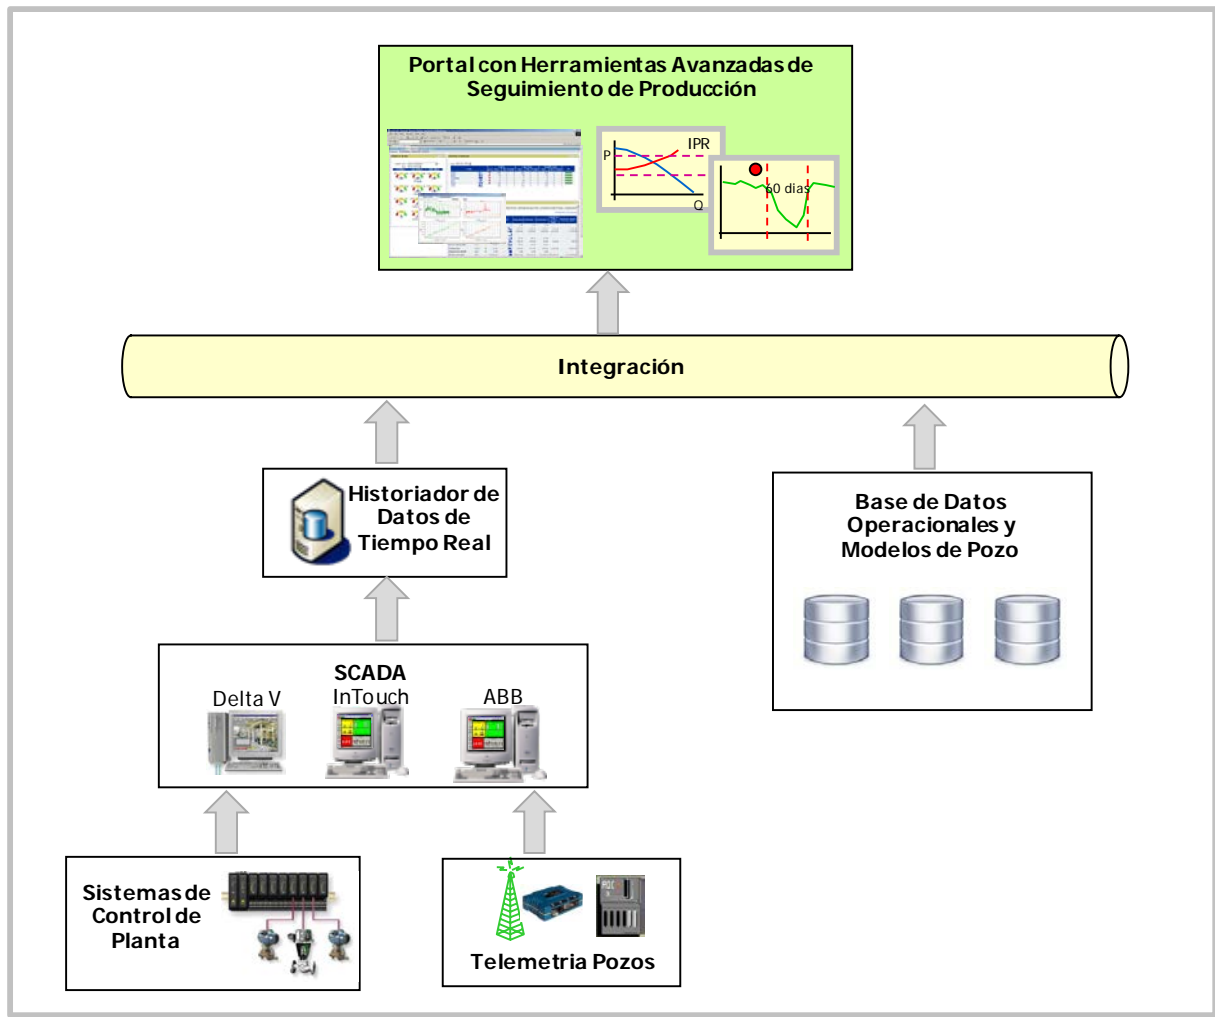 Portal con Herramientas Avanzadas de
Seguimiento de Producción
IPR
P
Q
60 dias
Integración
Historiador de
Datos de
Tiempo Real
Base de Datos
Operacionales y
Modelos de Pozo
SCADA
Delta V
InTouch
ABB
Sistemas de
Control de
Planta
Telemetria Pozos